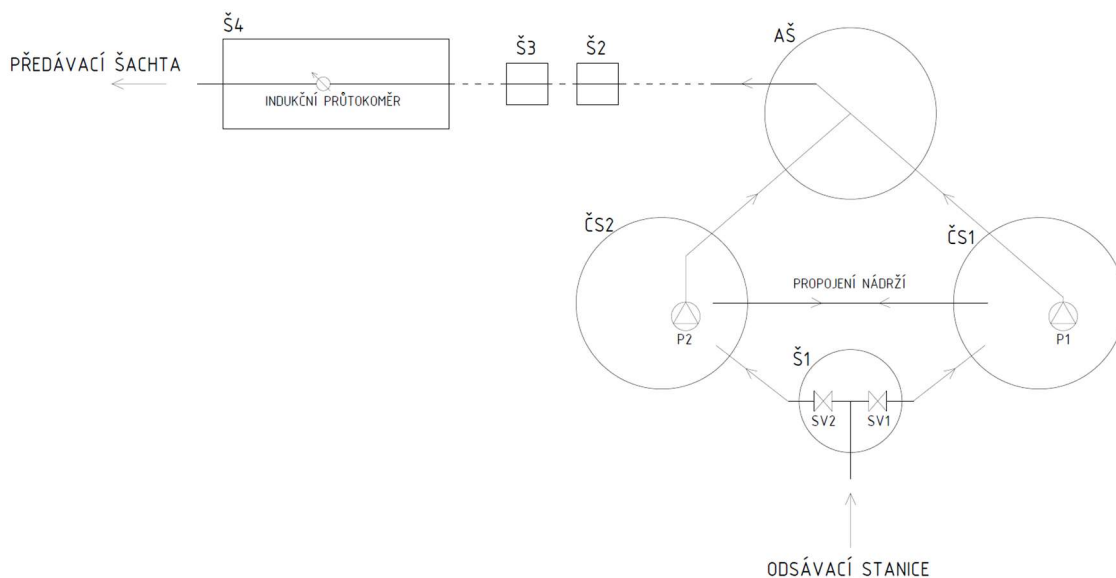 Š4
Š3
Š2
AŠ
PŘEDÁVACÍ ŠACHTA
INDUKČNÍ PRŮTOKOMĚR
ČS2
ČS1
PROPOJENÍ NÁDRŽÍ
P2
P1
Š1
SV2
SV1
ODSÁVACÍ STANICE